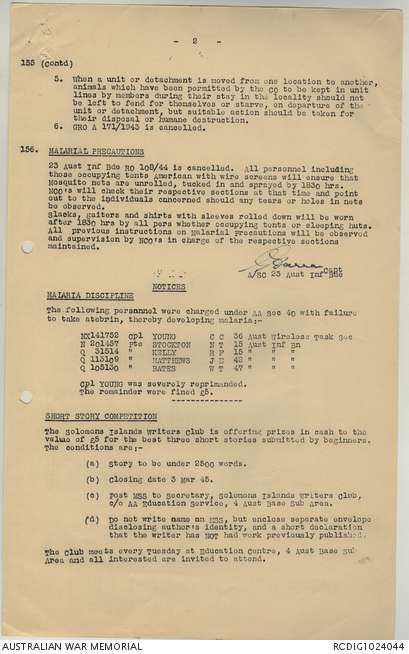 - 2 -
155 (contd)
5. When a unit or detachment is moved from one location to another,
animals which have been permitted by the CO to be kept in unit
lines by members during their stay in the locality should not
be left to fend for themselves or starve, on departure of the
unit or detachment, but suitable action should be taken for
their disposal or humane destruction.
6. GRO A 171/1943 is cancelled.
156. MALARIAL PRECAUTIONS
23 Aust Inf Bde RO 108/44 is cancelled. All personnel including
those occupying tents American with wire screens will ensure that
Mosquito nets are unrolled, tucked in and sprayed by 1830 hrs.
NCO's will check their respective sections at that time and point
out to the individuals concerned should any tears or holes in nets
be observed.
Slacks, gaiters and shirts with sleeves rolled down will be worn
after 1830 hrs by all pers whether occupying tents or sleeping huts.
All previous instructions on Malarial Precautions will be observed
and supervision by NCO's in charge of the respective sections
maintained.
Capt
A/SC 23 Aust Inf Bde
NOTICES
MALARIA DISCIPLINE
The following personnel were charged under AA Sec 40 with failure
to take atebrin, thereby developing malaria:-
NX141732 Cpl YOUNG C C 36 Aust Wireless Task Sec
N 201457 Pte STOCKTON N T 15 Aust Inf Bn
Q 31514 " KELLY R F 15 " " "
Q 113109 " MATTHEWS J E 42 " " "
Q 105130 " BATES W T 47 " " "
Cpl YOUNG was severely reprimanded.
The remainder were fined £5.
SHORT STORY COMPETITION
The Solomons Islands Writers Club is offering prizes in cash to the
value of £5 for the best three short stories submitted by beginners.
The conditions are:-
(a) Story to be under 2500 words.
(b) Closing date 3 Mar 45.
(c) Post MSS to Secretary, Solomons Islands Writers Club,
c/o AA Education Service, 4 Aust Base Sub Area.
(d) Do not write name on MSS, but enclose separate envelope
disclosing author's identity, and a short declaration
that the writer has NOT had work previously published.
The Club meets every Tuesday at Education Centre, 4 Aust Base Sub
Area and all interested are invited to attend.
AUSTRALIAN WAR MEMORIAL
RCDIG1024044